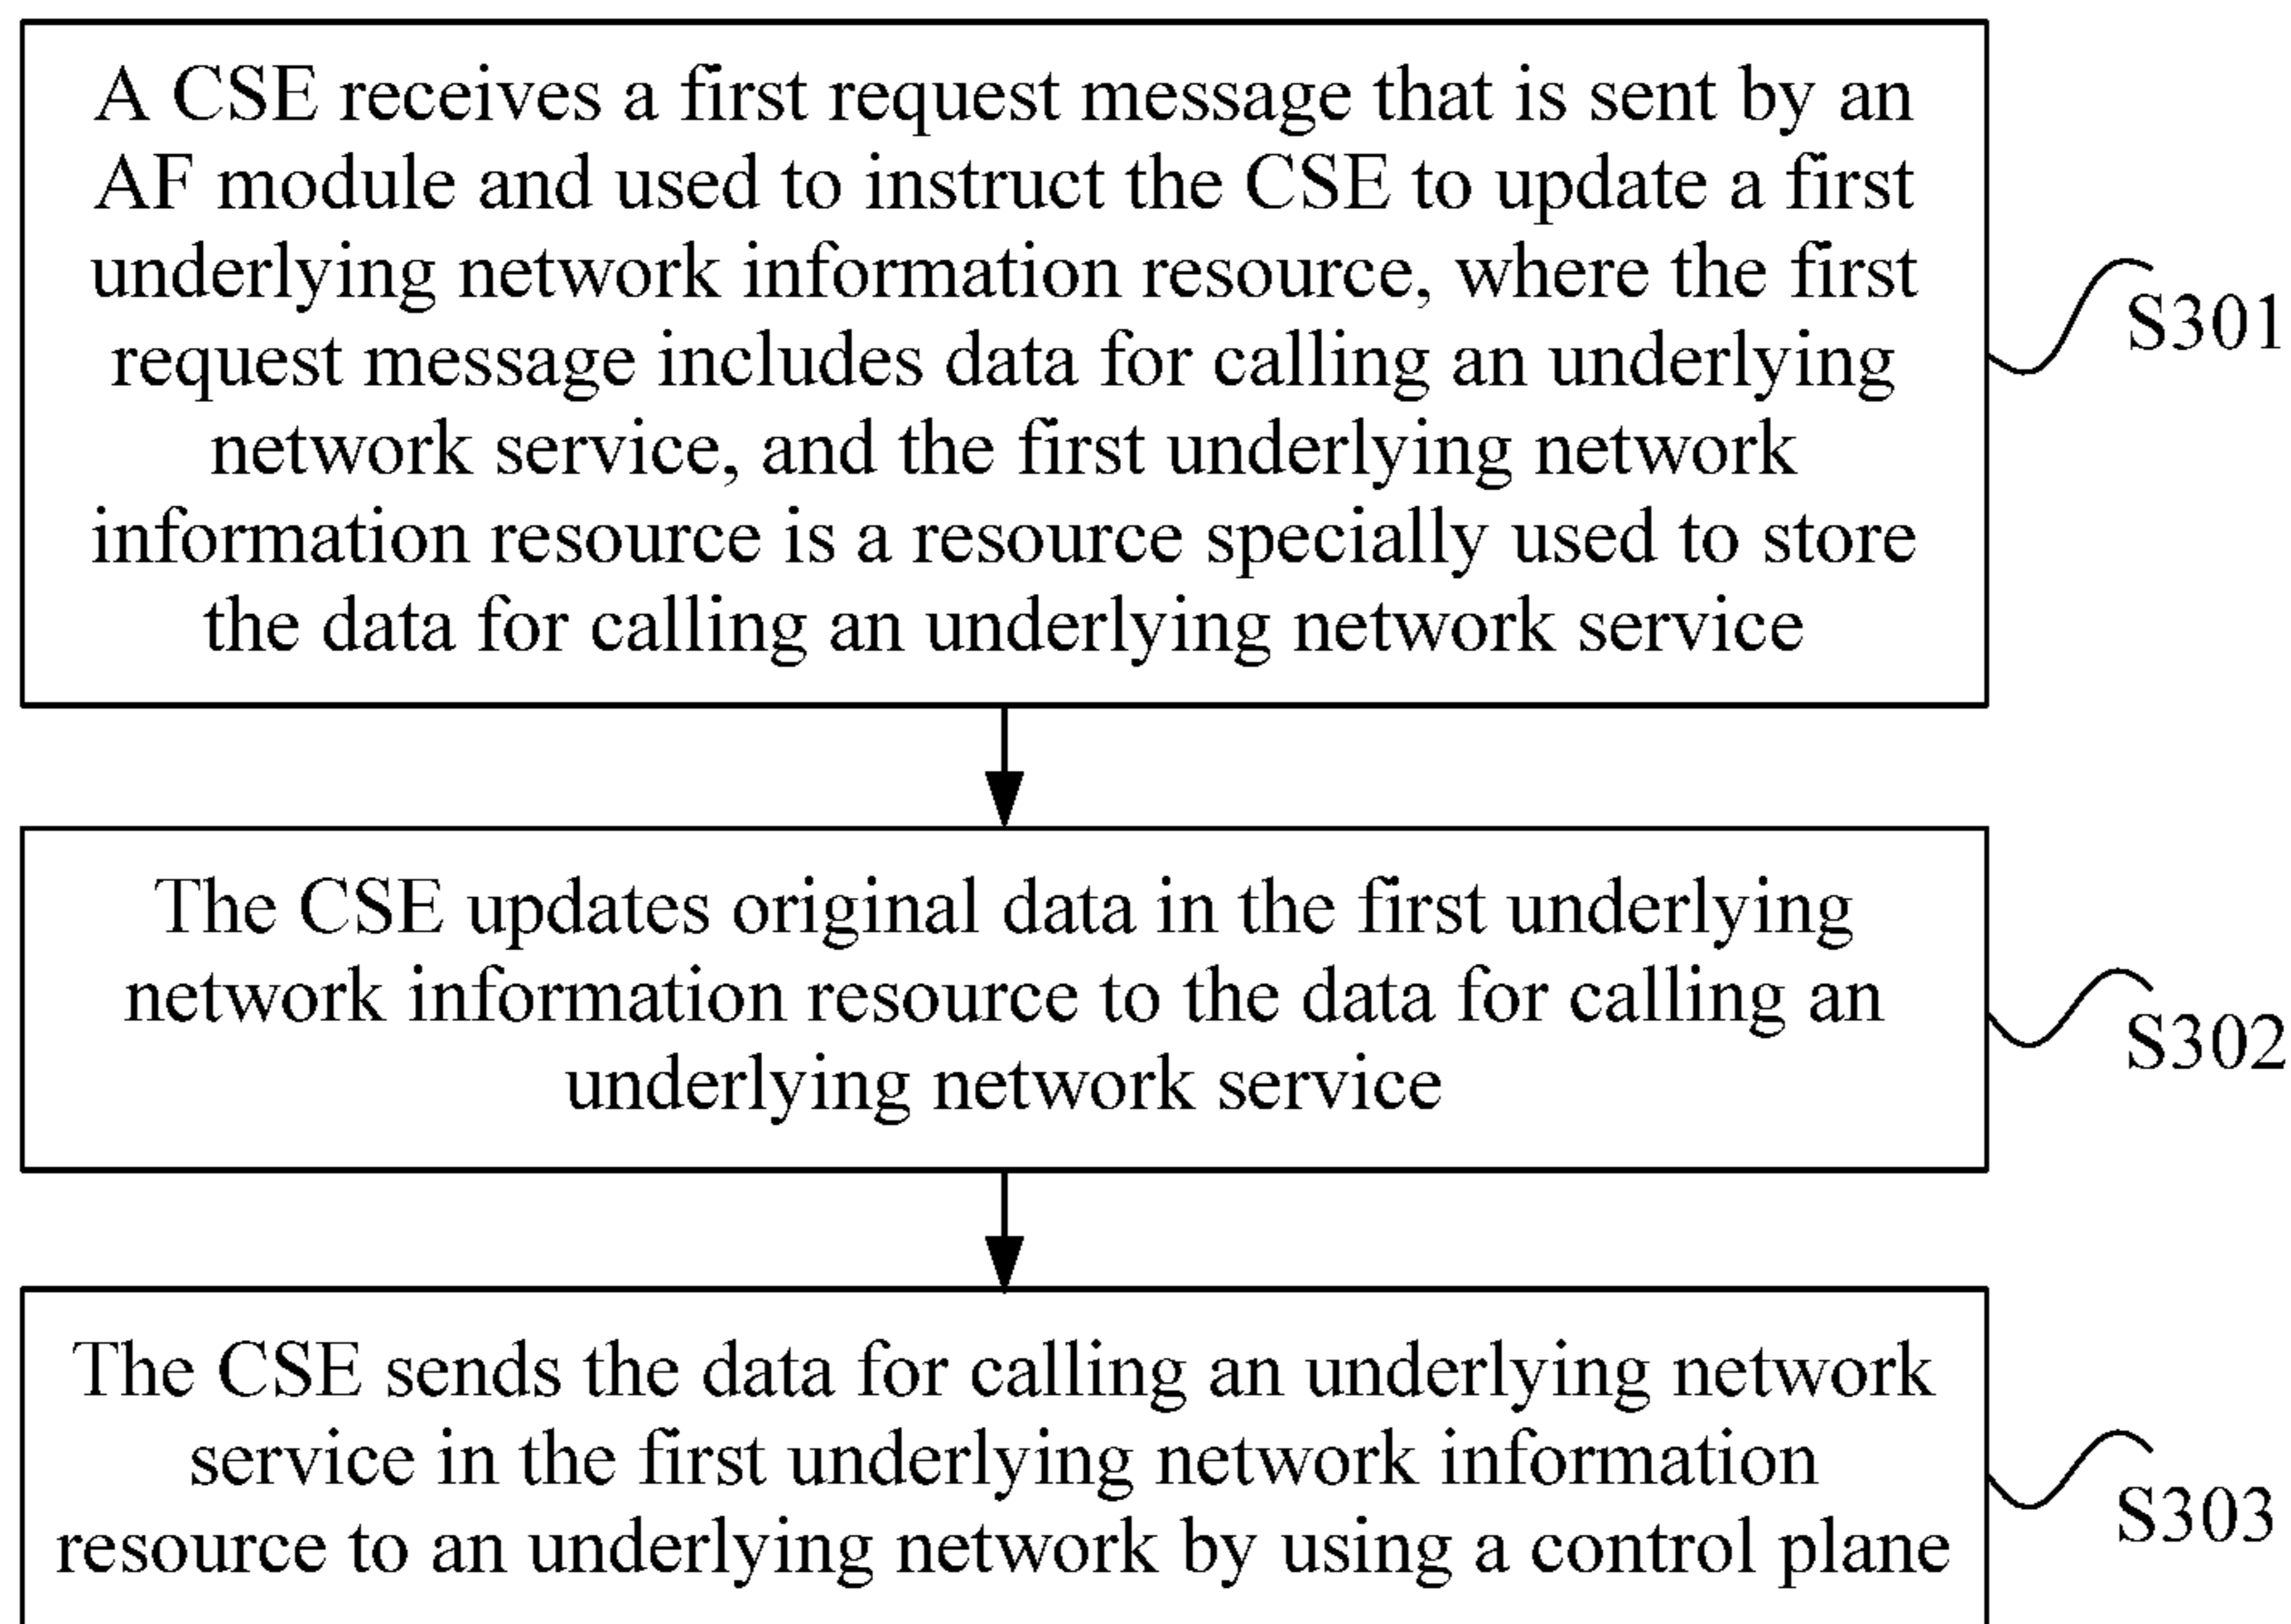 A CSE receives a first request message that is sent by an
AF module and used to instruct the CSE to update a first
underlying network information resource, where the first
request message includes data for calling an underlying
network service, and the first underlying network
information resource is a resource specially used to store
the data for calling an underlying network service
S301
The CSE updates original data in the first underlying
network information resource to the data for calling an
underlying network service
S302
The CSE sends the data for calling an underlying network
service in the first underlying network information
resource to an underlying network by using a control plane
S303